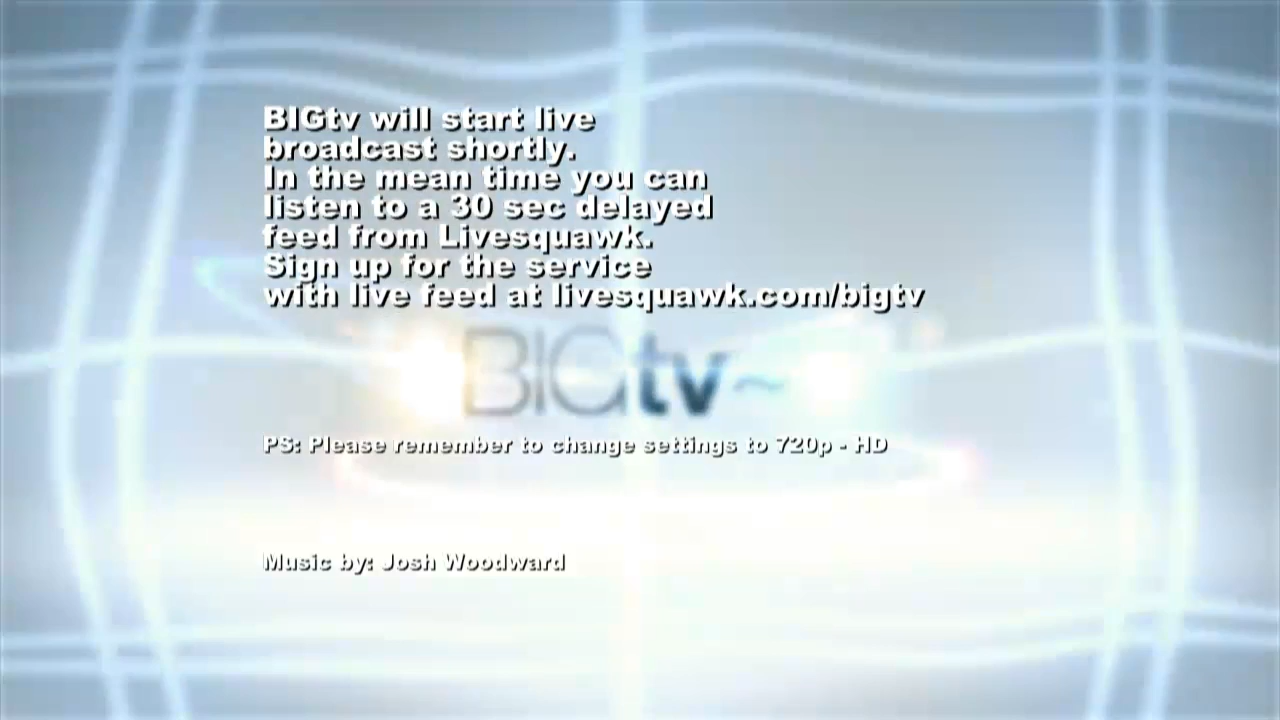 BIGtv will start live
broadcast shortly.
In the mean time you can
listen to a 30 sec delayed
feed from Livesquawk.
Sign up for the service
with live feed at livesquawk.com/bigtv
BIGtv~
PS: Please remember to change settings to 720p - HD
Music by: Josh Woodward